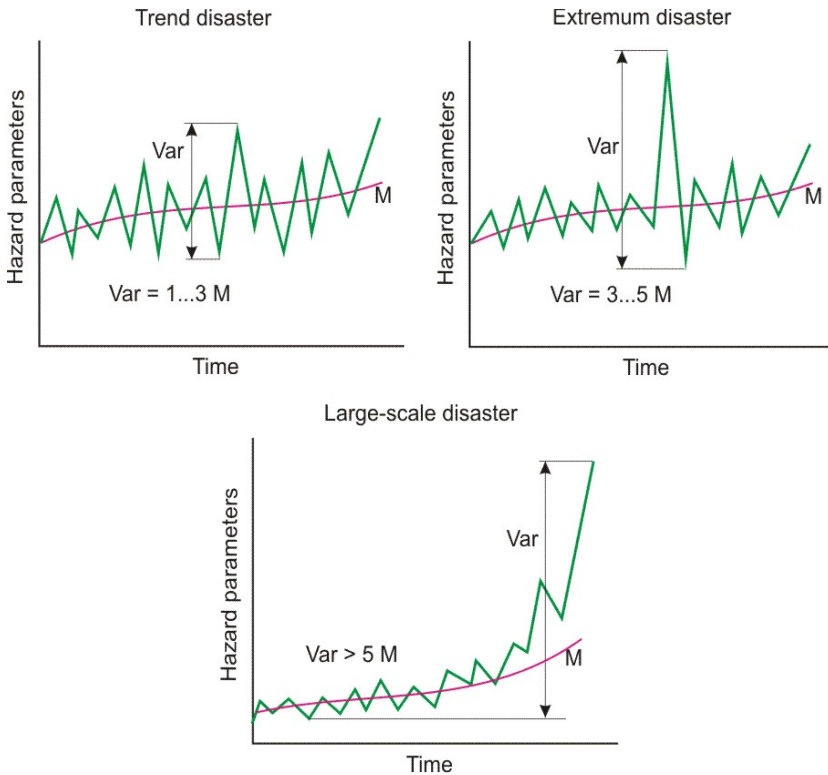 Trend disaster
Hazard parameters
Var
M
Var = 1...3 M
Time
Extremum disaster
Hazard parameters
Var
M
Var = 3...5 M
Time
Large-scale disaster
Hazard parameters
Var
Var > 5 M
M
Time